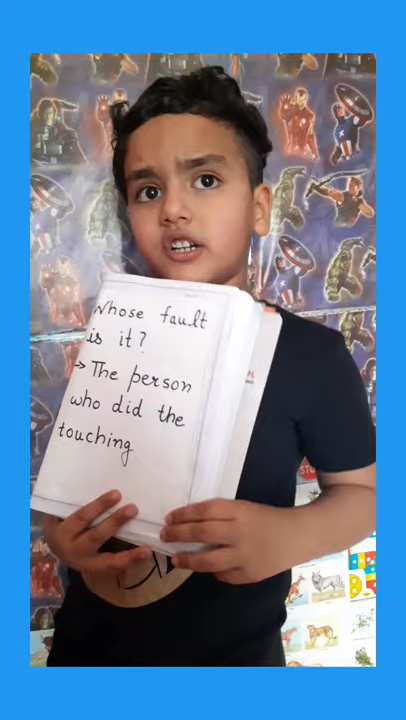 Whose fault
is it?
→ The person
who did the
touching